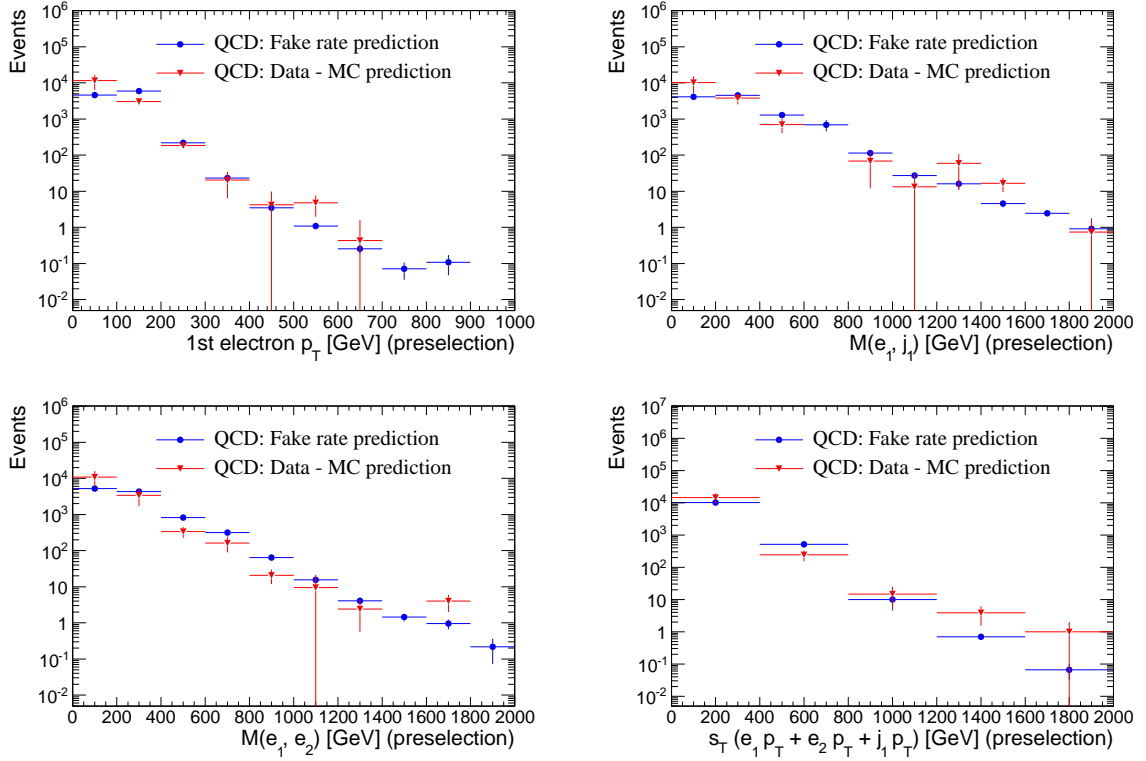 Events
10^6
10^5
10^4
10^3
10^2
10
1
10^-1
10^-2
QCD: Fake rate prediction
QCD: Data - MC prediction
0 100 200 300 400 500 600 700 800 900 1000
1st electron p_T [GeV] (preselection)
Events
10^6
10^5
10^4
10^3
10^2
10
1
10^-1
10^-2
QCD: Fake rate prediction
QCD: Data - MC prediction
0 200 400 600 800 1000 1200 1400 1600 1800 2000
M(e_1, j_1) [GeV] (preselection)
Events
10^6
10^5
10^4
10^3
10^2
10
1
10^-1
10^-2
QCD: Fake rate prediction
QCD: Data - MC prediction
0 200 400 600 800 1000 1200 1400 1600 1800 2000
M(e_1, e_2) [GeV] (preselection)
Events
10^7
10^6
10^5
10^4
10^3
10^2
10
1
10^-1
10^-2
QCD: Fake rate prediction
QCD: Data - MC prediction
0 200 400 600 800 1000 1200 1400 1600 1800 2000
s_T (e_1 p_T + e_2 p_T + j_1 p_T) [GeV] (preselection)